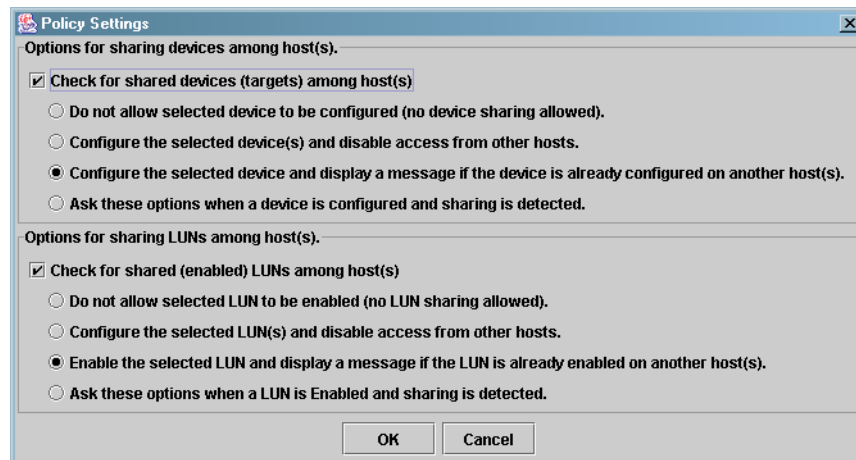 Policy Settings
Options for sharing devices among host(s).
Check for shared devices (targets) among host(s)
Do not allow selected device to be configured (no device sharing allowed).
Configure the selected device(s) and disable access from other hosts.
Configure the selected device and display a message if the device is already configured on another host(s).
Ask these options when a device is configured and sharing is detected.
Options for sharing LUNs among host(s).
Check for shared (enabled) LUNs among host(s)
Do not allow selected LUN to be enabled (no LUN sharing allowed).
Configure the selected LUN(s) and disable access from other hosts.
Enable the selected LUN and display a message if the LUN is already enabled on another host(s).
Ask these options when a LUN is Enabled and sharing is detected.
OK Cancel